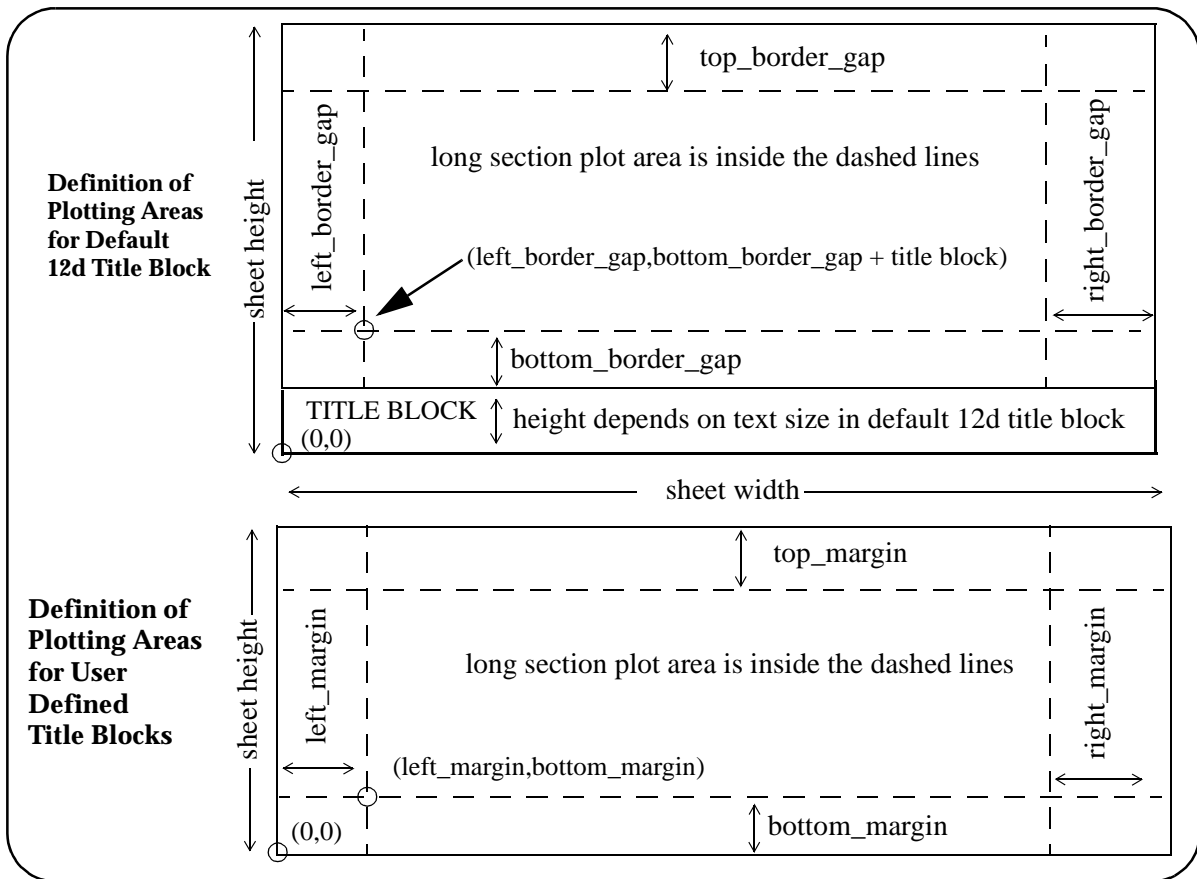 top_border_gap
left_border_gap
right_border_gap
long section plot area is inside the dashed lines
Definition of
Plotting Areas
for Default
12d Title Block
sheet height
(left_border_gap,bottom_border_gap + title block)
bottom_border_gap
TITLE BLOCK
height depends on text size in default 12d title block
(0,0)
sheet width
top_margin
Definition of
Plotting Areas
for User
Defined
Title Blocks
sheet height
left_margin
long section plot area is inside the dashed lines
right_margin
(left_margin,bottom_margin)
(0,0)
bottom_margin